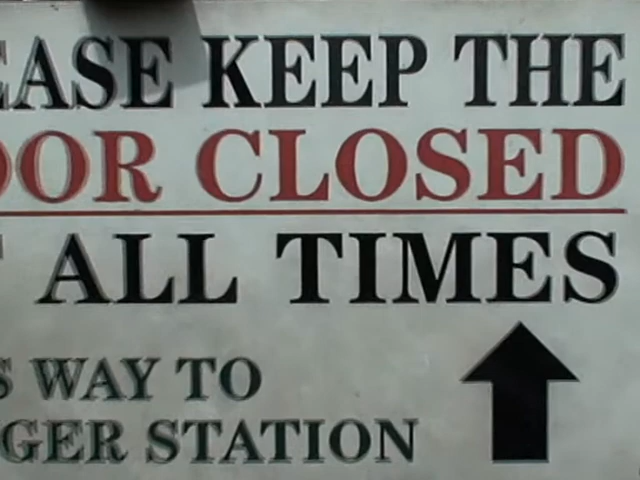 EASE KEEP THE
OOR CLOSED
ALL TIMES
S WAY TO
GER STATION